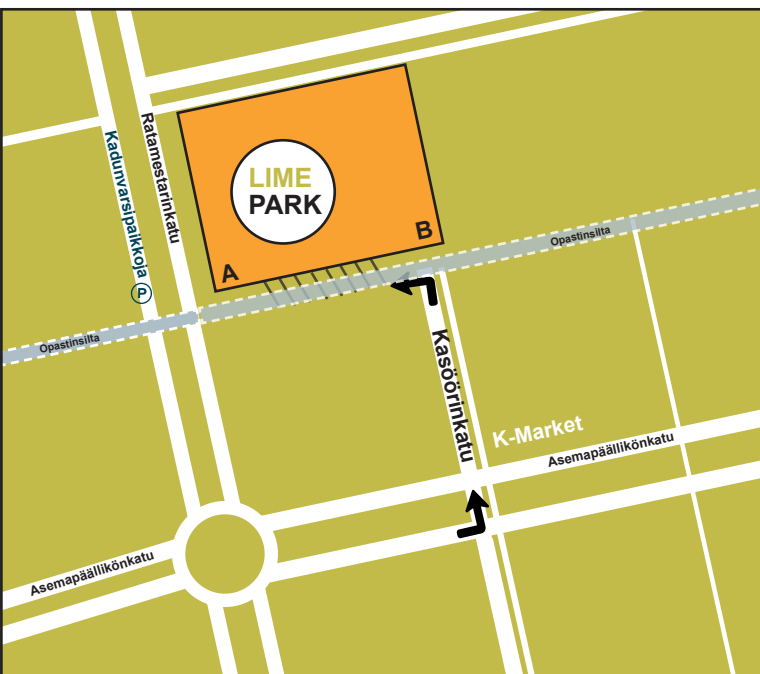 Kadunvarsipaikkoja
P
Ratamestarinkatu
LIME
PARK
A
B
Opastinsilta
Opastinsilta
Kasöörinkatu
K-Market
Asemapäällikönkatu
Asemapäällikönkatu